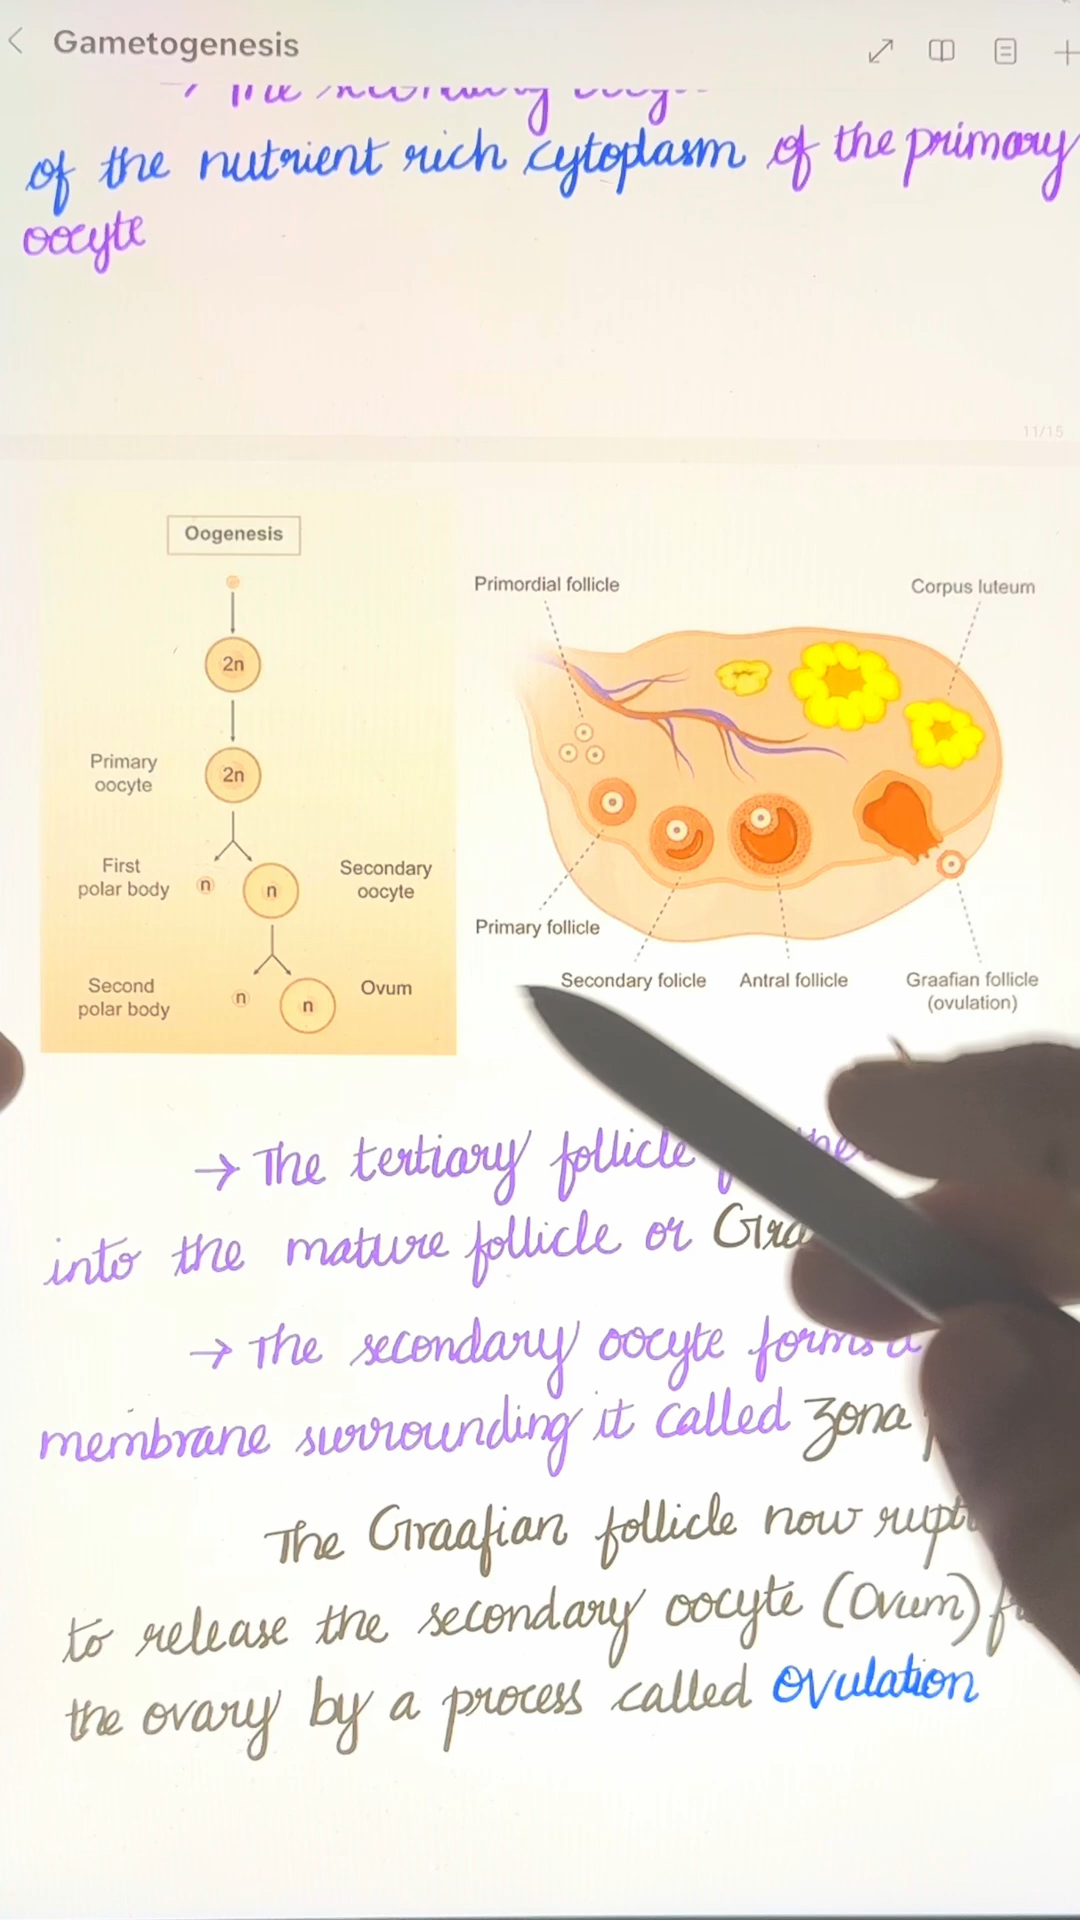 Gametogenesis
of the nutrient rich cytoplasm of the primary
oocyte
11/15
Oogenesis
2n
Primary
oocyte
2n
First
polar body
n
n
Secondary
oocyte
Second
polar body
n
n
Ovum
Primordial follicle
Corpus luteum
Primary follicle
Secondary folicle
Antral follicle
Graafian follicle
(ovulation)
→ The tertiary follicle
into the mature follicle or
→ The secondary oocyte forms a
membrane surrounding it called zona
The Graafian follicle now
to release the secondary oocyte (Ovum)
the ovary by a process called ovulation